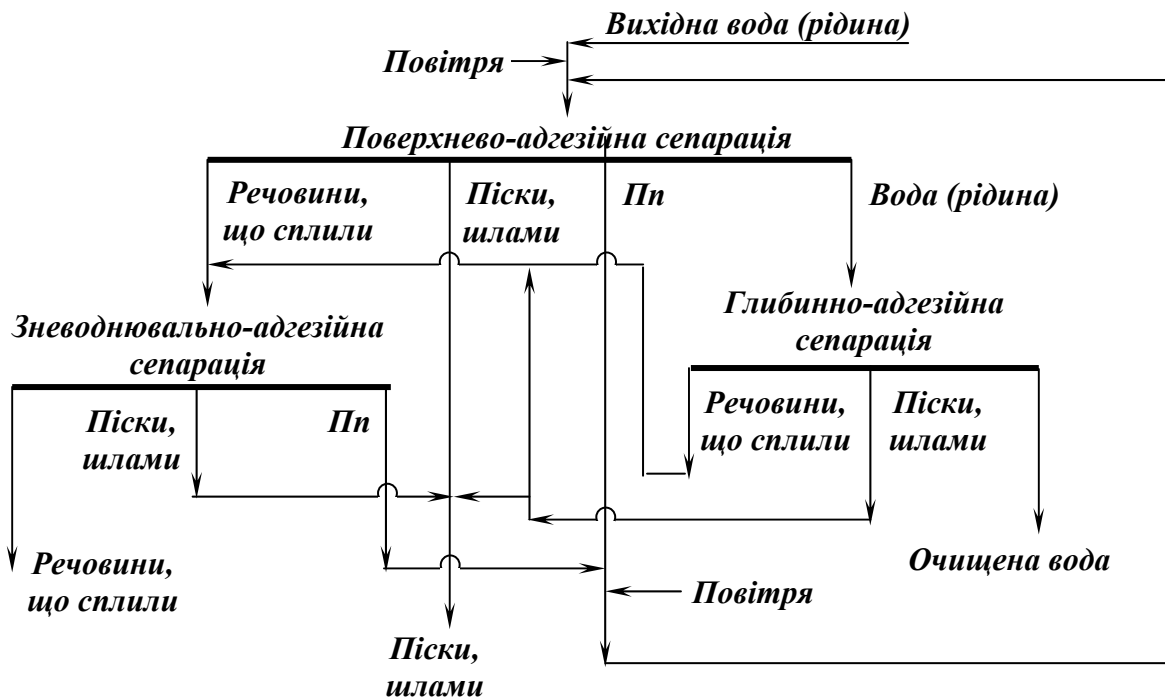 Вихідна вода (рідина)
Повітря
Поверхнево-адгезійна сепарація
Речовини,
що сплили
Піски,
шлами
Пп
Вода (рідина)
Зневоднювально-адгезійна
сепарація
Глибинно-адгезійна
сепарація
Піски,
шлами
Пп
Речовини,
що сплили
Піски,
шлами
Речовини,
що сплили
Очищена вода
Повітря
Піски,
шлами